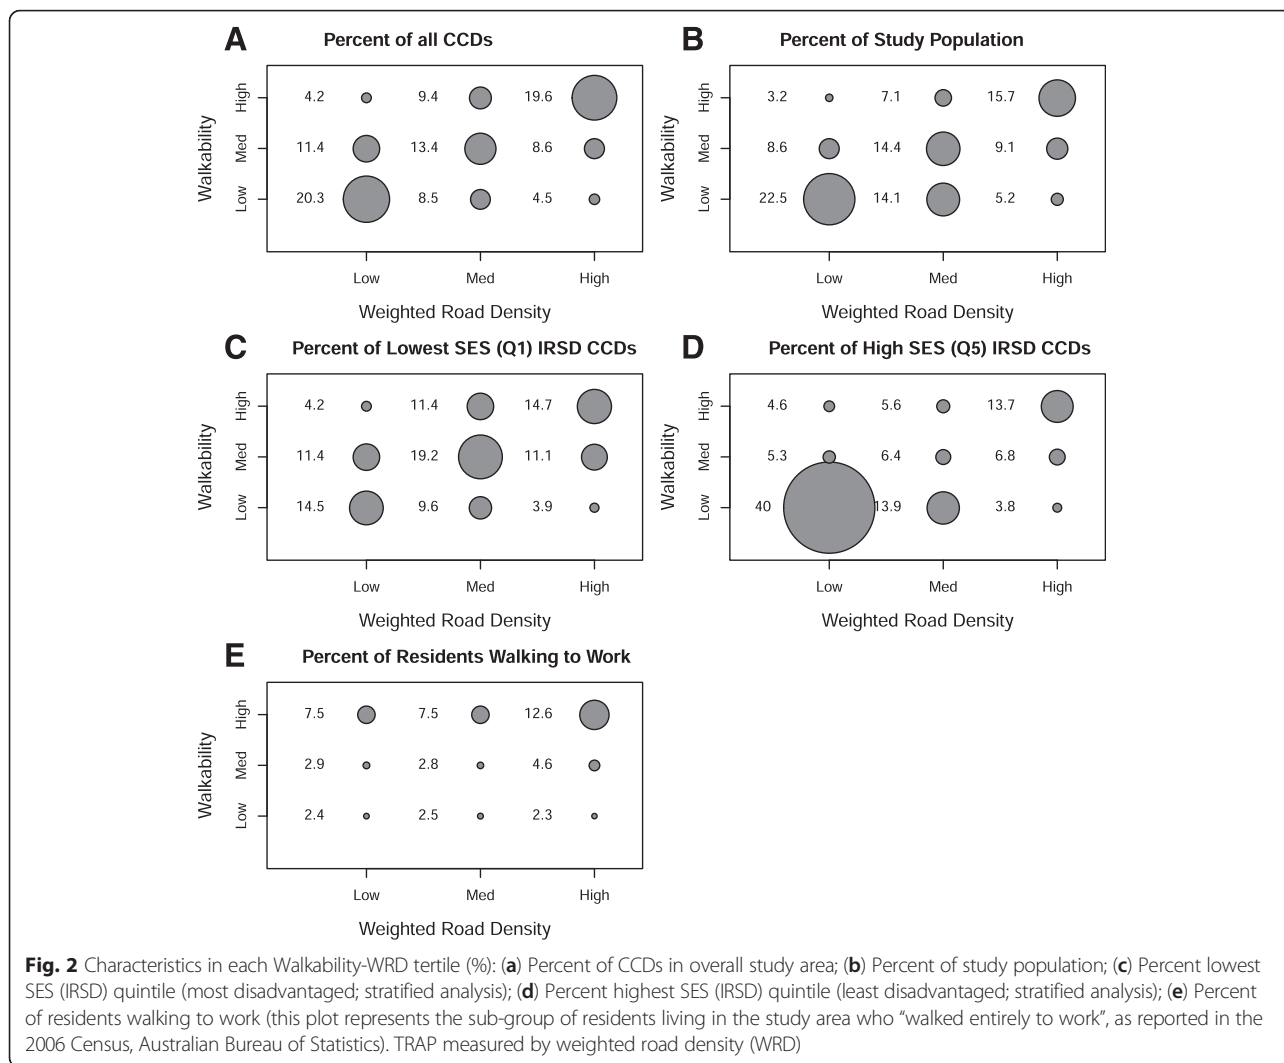 A Percent of all CCDs
High 4.2 9.4 19.6
Med 11.4 13.4 8.6
Low 20.3 8.5 4.5
Walkability
Low Med High
Weighted Road Density
B Percent of Study Population
High 3.2 7.1 15.7
Med 8.6 14.4 9.1
Low 22.5 14.1 5.2
Walkability
Low Med High
Weighted Road Density
C Percent of Lowest SES (Q1) IRSD CCDs
High 4.2 11.4 14.7
Med 11.4 19.2 11.1
Low 14.5 9.6 3.9
Walkability
Low Med High
Weighted Road Density
D Percent of High SES (Q5) IRSD CCDs
High 4.6 5.6 13.7
Med 5.3 6.4 6.8
Low 40 13.9 3.8
Walkability
Low Med High
Weighted Road Density
E Percent of Residents Walking to Work
High 7.5 7.5 12.6
Med 2.9 2.8 4.6
Low 2.4 2.5 2.3
Walkability
Low Med High
Weighted Road Density
Fig. 2 Characteristics in each Walkability-WRD tertile (%): (a) Percent of CCDs in overall study area; (b) Percent of study population; (c) Percent lowest
SES (IRSD) quintile (most disadvantaged; stratified analysis); (d) Percent highest SES (IRSD) quintile (least disadvantaged; stratified analysis); (e) Percent
of residents walking to work (this plot represents the sub-group of residents living in the study area who “walked entirely to work”, as reported in the
2006 Census, Australian Bureau of Statistics). TRAP measured by weighted road density (WRD)